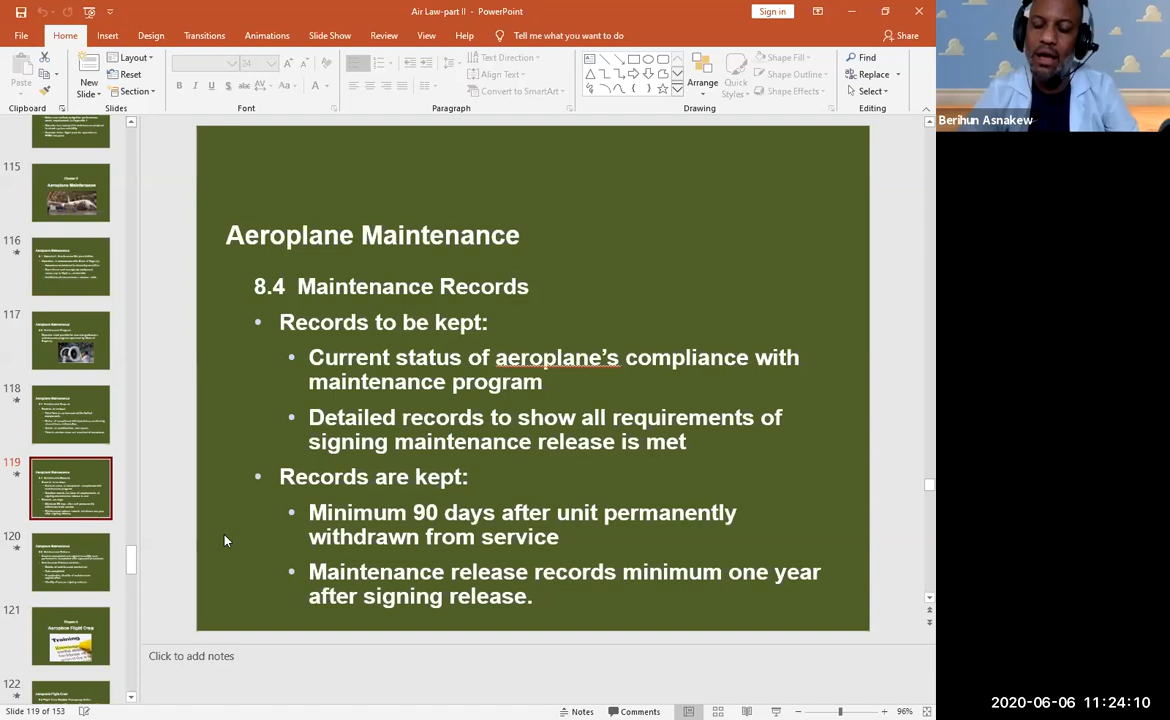 Air Law-part II - PowerPoint
Sign in
File
Home
Insert
Design
Transitions
Animations
Slide Show
Review
View
Help
Tell me what you want to do
Share
Paste
Clipboard
New Slide
Layout
Reset
Section
Slides
24
Font
Paragraph
Text Direction
Align Text
Convert to SmartArt
Arrange
Quick Styles
Shape Fill
Shape Outline
Shape Effects
Drawing
Find
Replace
Select
Editing
Berihun Asnakew
115
Aeroplane Maintenance
116
117
118
119
120
121
Aeroplane Flight Crew
Training
122
Aeroplane Maintenance
8.4 Maintenance Records
• Records to be kept:
• Current status of aeroplane's compliance with
maintenance program
• Detailed records to show all requirements of
signing maintenance release is met
• Records are kept:
• Minimum 90 days after unit permanently
withdrawn from service
• Maintenance release records minimum one year
after signing release.
Click to add notes
Slide 119 of 153
Notes
Comments
96%
2020-06-06 11:24:10